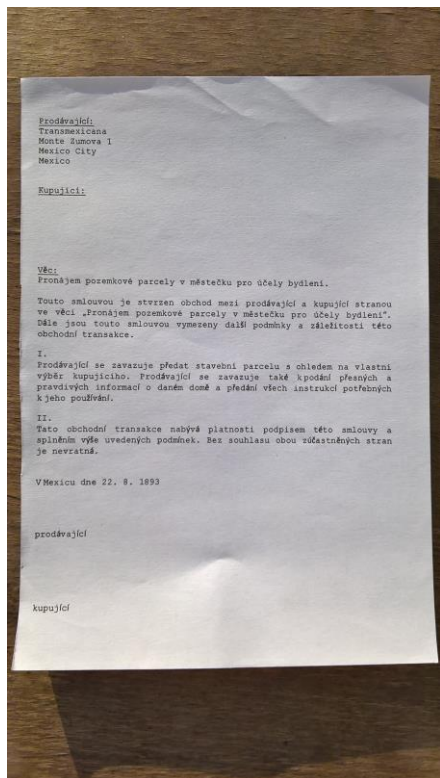 Prodávající:
Transmexicana
Monte Zumova 1
Mexico City
Mexico
Kupující:
Věc:
Pronájem pozemkové parcely v městečku pro účely bydlení.
Touto smlouvou je stvrzen obchod mezi prodávající a kupující stranou
ve věci „Pronájem pozemkové parcely v městečku pro účely bydlení".
Dále jsou touto smlouvou vymezeny další podmínky a záležitosti této
obchodní transakce.
I.
Prodávající se zavazuje předat stavební parcelu s ohledem na vlastní
výběr kupujícího. Prodávající se zavazuje také k podání přesných a
pravdivých informací o daném domě a předání všech instrukcí potřebných
k jeho používání.
II.
Tato obchodní transakce nabývá platnosti podpisem této smlouvy a
splněním výše uvedených podmínek. Bez souhlasu obou zúčastněných stran
je nevratná.
V Mexicu dne 22. 8. 1893
prodávající
kupující